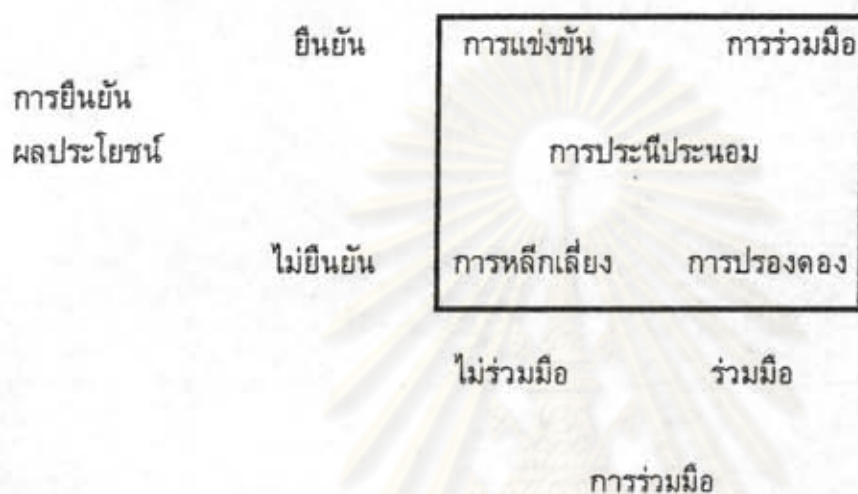 ยืนยัน การแข่งขัน การร่วมมือ
การยืนยัน
ผลประโยชน์ การประนีประนอม
ไม่ยืนยัน การหลีกเลี่ยง การปรองดอง
ไม่ร่วมมือ ร่วมมือ
การร่วมมือ